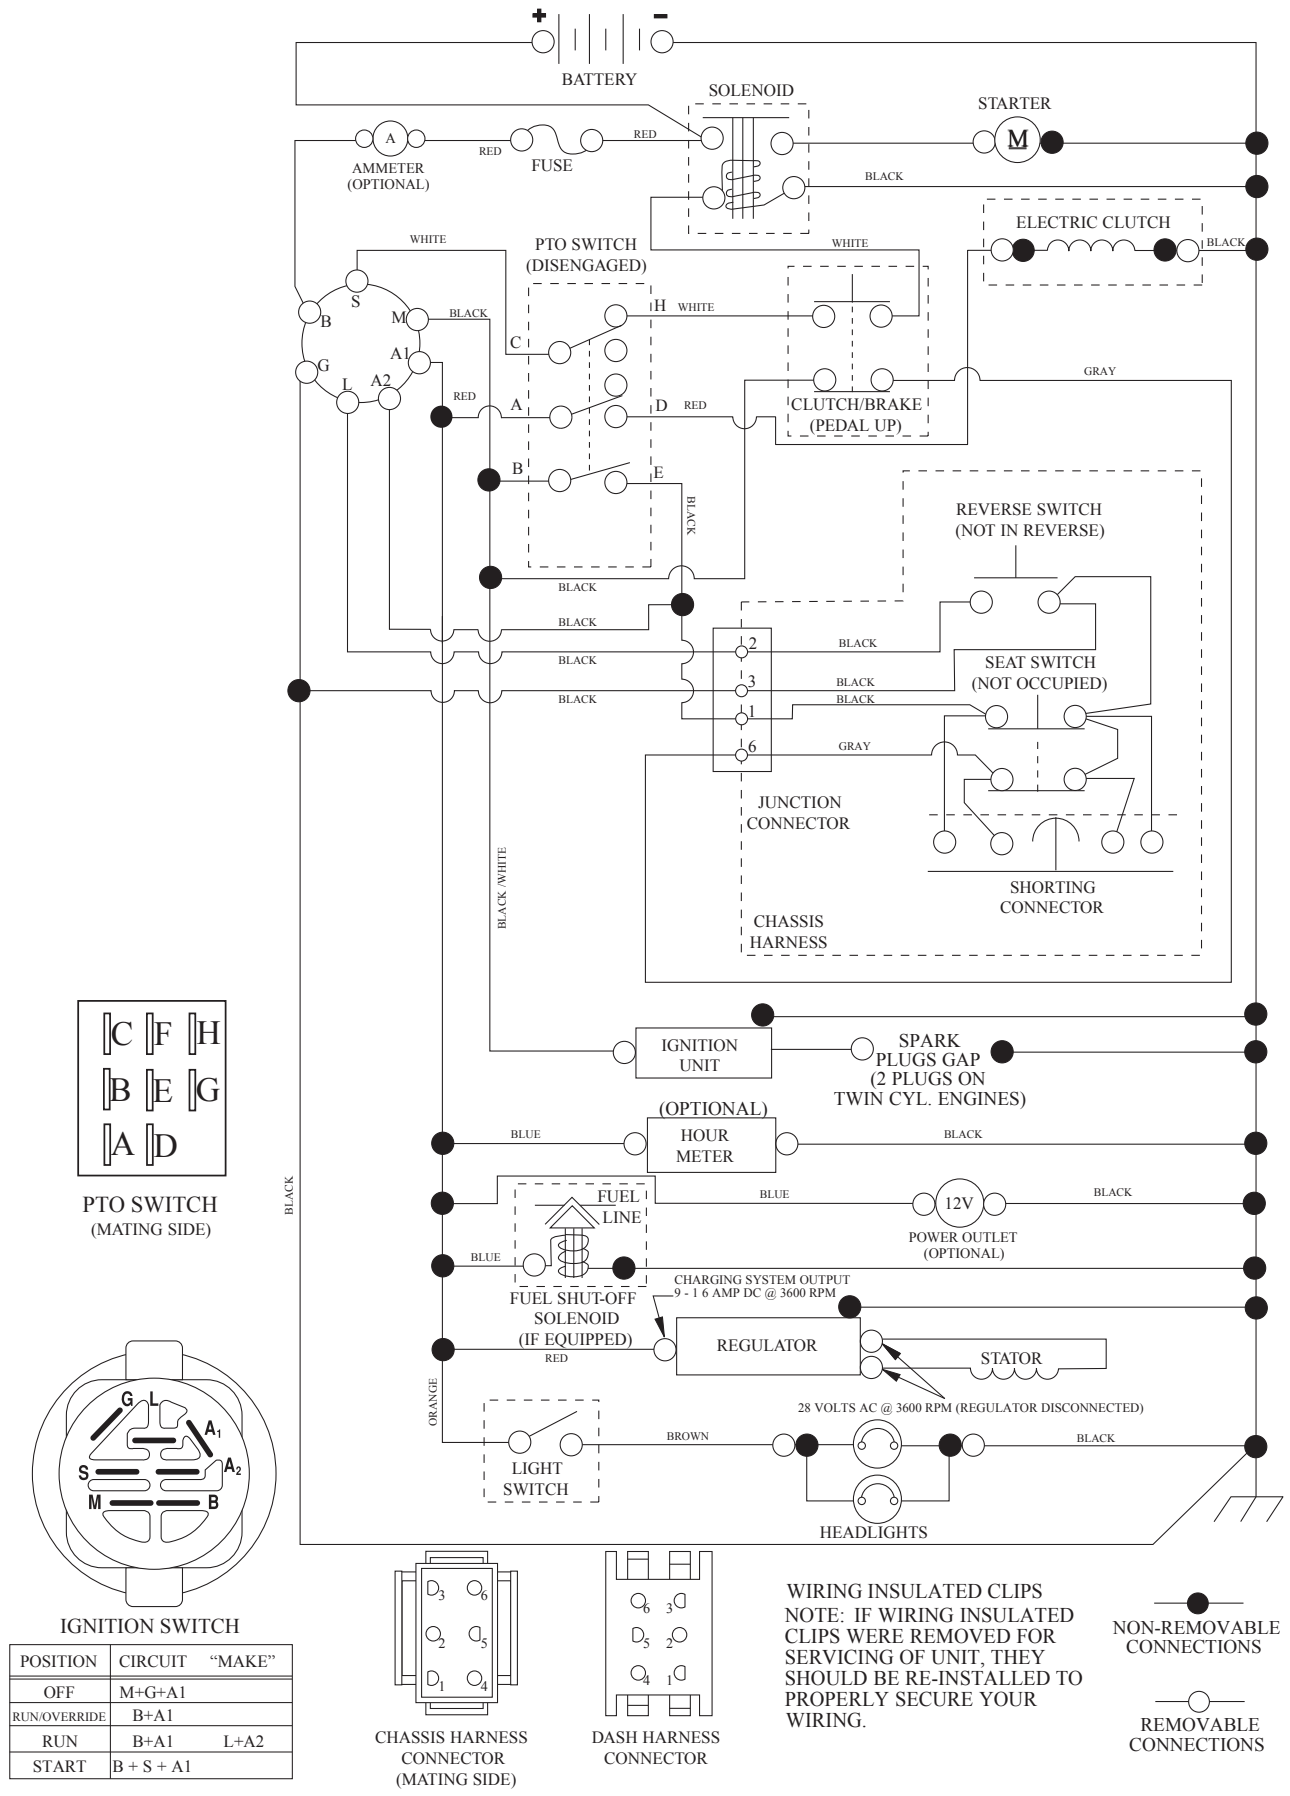 +
−
BATTERY
SOLENOID
STARTER
A
RED
FUSE
RED
M
AMMETER
(OPTIONAL)
BLACK
ELECTRIC CLUTCH
WHITE
PTO SWITCH
(DISENGAGED)
WHITE
BLACK
S
B
M
BLACK
H
WHITE
C
G
A1
L
A2
RED
A
D
RED
GRAY
CLUTCH/BRAKE
(PEDAL UP)
B
E
BLACK
REVERSE SWITCH
(NOT IN REVERSE)
BLACK
BLACK
BLACK
2
BLACK
SEAT SWITCH
(NOT OCCUPIED)
BLACK
3
BLACK
BLACK
1
6
GRAY
JUNCTION
CONNECTOR
BLACK /WHITE
SHORTING
CONNECTOR
CHASSIS
HARNESS
C F H
B E G
A D
PTO SWITCH
(MATING SIDE)
IGNITION
UNIT
SPARK
PLUGS GAP
(2 PLUGS ON
TWIN CYL. ENGINES)
(OPTIONAL)
HOUR
METER
BLUE
BLACK
BLACK
FUEL
LINE
BLUE
12V
BLACK
POWER OUTLET
(OPTIONAL)
BLUE
CHARGING SYSTEM OUTPUT
9 - 1 6 AMP DC @ 3600 RPM
FUEL SHUT-OFF
SOLENOID
(IF EQUIPPED)
RED
REGULATOR
STATOR
28 VOLTS AC @ 3600 RPM (REGULATOR DISCONNECTED)
ORANGE
LIGHT
SWITCH
BROWN
BLACK
HEADLIGHTS
G L
A1
S
A2
M
B
IGNITION SWITCH
POSITION CIRCUIT “MAKE”
OFF M+G+A1
RUN/OVERRIDE B+A1
RUN B+A1 L+A2
START B + S + A1
3 6
2 5
1 4
CHASSIS HARNESS
CONNECTOR
(MATING SIDE)
6 3
5 2
4 1
DASH HARNESS
CONNECTOR
WIRING INSULATED CLIPS
NOTE: IF WIRING INSULATED
CLIPS WERE REMOVED FOR
SERVICING OF UNIT, THEY
SHOULD BE RE-INSTALLED TO
PROPERLY SECURE YOUR
WIRING.
NON-REMOVABLE
CONNECTIONS
REMOVABLE
CONNECTIONS